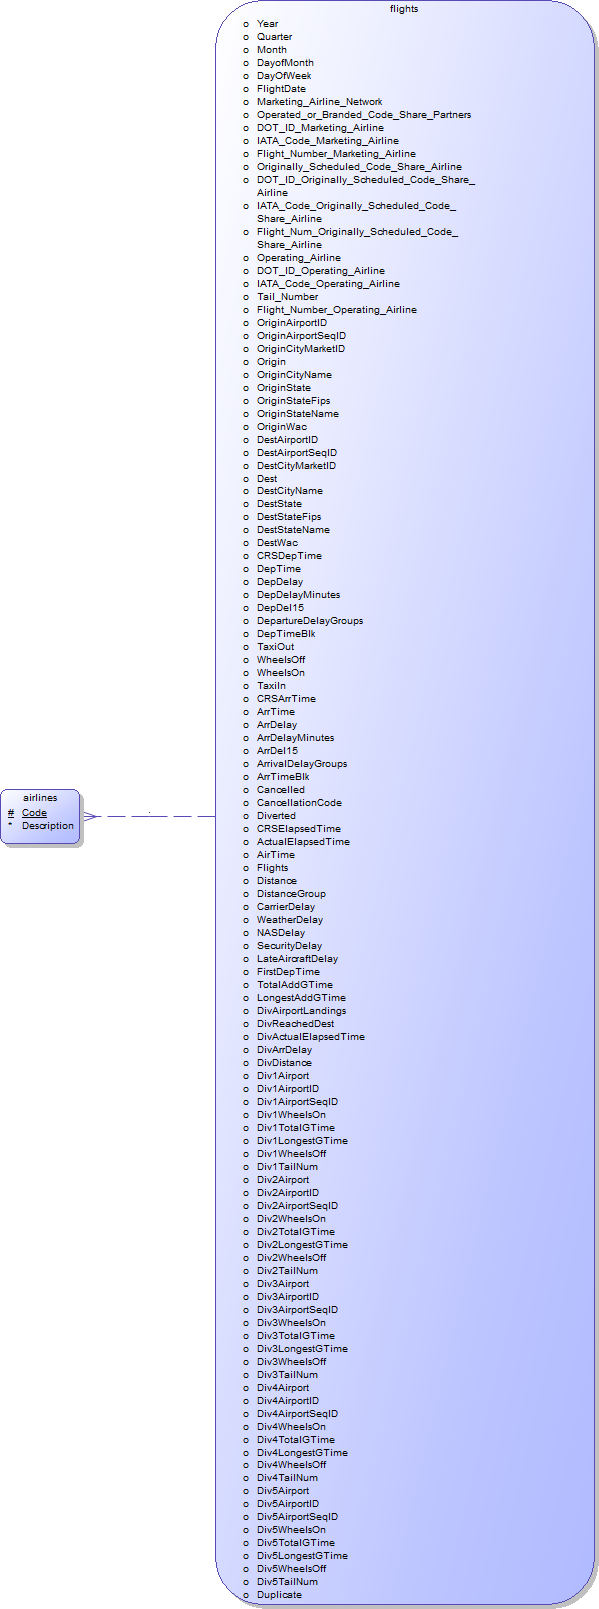 flights
o Year
o Quarter
o Month
o DayofMonth
o DayOfWeek
o FlightDate
o Marketing_Airline_Network
o Operated_or_Branded_Code_Share_Partners
o DOT_ID_Marketing_Airline
o IATA_Code_Marketing_Airline
o Flight_Number_Marketing_Airline
o Originally_Scheduled_Code_Share_Airline
o DOT_ID_Originally_Scheduled_Code_Share_
Airline
o IATA_Code_Originally_Scheduled_Code_
Share_Airline
o Flight_Num_Originally_Scheduled_Code_
Share_Airline
o Operating_Airline
o DOT_ID_Operating_Airline
o IATA_Code_Operating_Airline
o Tail_Number
o Flight_Number_Operating_Airline
o OriginAirportID
o OriginAirportSeqID
o OriginCityMarketID
o Origin
o OriginCityName
o OriginState
o OriginStateFips
o OriginStateName
o OriginWac
o DestAirportID
o DestAirportSeqID
o DestCityMarketID
o Dest
o DestCityName
o DestState
o DestStateFips
o DestStateName
o DestWac
o CRSDepTime
o DepTime
o DepDelay
o DepDelayMinutes
o DepDel15
o DepartureDelayGroups
o DepTimeBlk
o TaxiOut
o WheelsOff
o WheelsOn
o TaxiIn
o CRSArrTime
o ArrTime
o ArrDelay
o ArrDelayMinutes
o ArrDel15
o ArrivalDelayGroups
o ArrTimeBlk
o Cancelled
o CancellationCode
o Diverted
o CRSElapsedTime
o ActualElapsedTime
o AirTime
o Flights
o Distance
o DistanceGroup
o CarrierDelay
o WeatherDelay
o NASDelay
o SecurityDelay
o LateAircraftDelay
o FirstDepTime
o TotalAddGTime
o LongestAddGTime
o DivAirportLandings
o DivReachedDest
o DivActualElapsedTime
o DivArrDelay
o DivDistance
o Div1Airport
o Div1AirportID
o Div1AirportSeqID
o Div1WheelsOn
o Div1TotalGTime
o Div1LongestGTime
o Div1WheelsOff
o Div1TailNum
o Div2Airport
o Div2AirportID
o Div2AirportSeqID
o Div2WheelsOn
o Div2TotalGTime
o Div2LongestGTime
o Div2WheelsOff
o Div2TailNum
o Div3Airport
o Div3AirportID
o Div3AirportSeqID
o Div3WheelsOn
o Div3TotalGTime
o Div3LongestGTime
o Div3WheelsOff
o Div3TailNum
o Div4Airport
o Div4AirportID
o Div4AirportSeqID
o Div4WheelsOn
o Div4TotalGTime
o Div4LongestGTime
o Div4WheelsOff
o Div4TailNum
o Div5Airport
o Div5AirportID
o Div5AirportSeqID
o Div5WheelsOn
o Div5TotalGTime
o Div5LongestGTime
o Div5WheelsOff
o Div5TailNum
o Duplicate
airlines
# Code
* Description